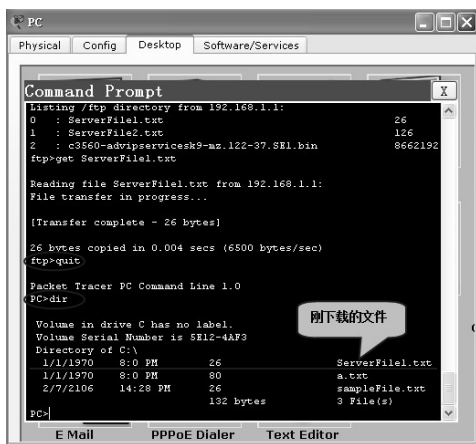 PC
Physical Config Desktop Software/Services
Command Prompt X
Listing /ftp directory from 192.168.1.1:
0 : ServerFile1.txt 26
1 : ServerFile2.txt 126
2 : c3560-advipservicesk9-mz.122-37.SE1.bin 8662192
ftp>get ServerFile1.txt
Reading file ServerFile1.txt from 192.168.1.1:
File transfer in progress...
[Transfer complete - 26 bytes]
26 bytes copied in 0.004 secs (6500 bytes/sec)
ftp>quit
Packet Tracer PC Command Line 1.0
PC>dir
刚下载的文件
Volume in drive C has no label.
Volume Serial Number is 5E12-4AF3
Directory of C:\
1/1/1970 8:0 PM 26 ServerFile1.txt
1/1/1970 8:0 PM 80 a.txt
2/7/2106 14:28 PM 26 sampleFile.txt
132 bytes 3 File(s)
PC>
E Mail PPPoE Dialer Text Editor